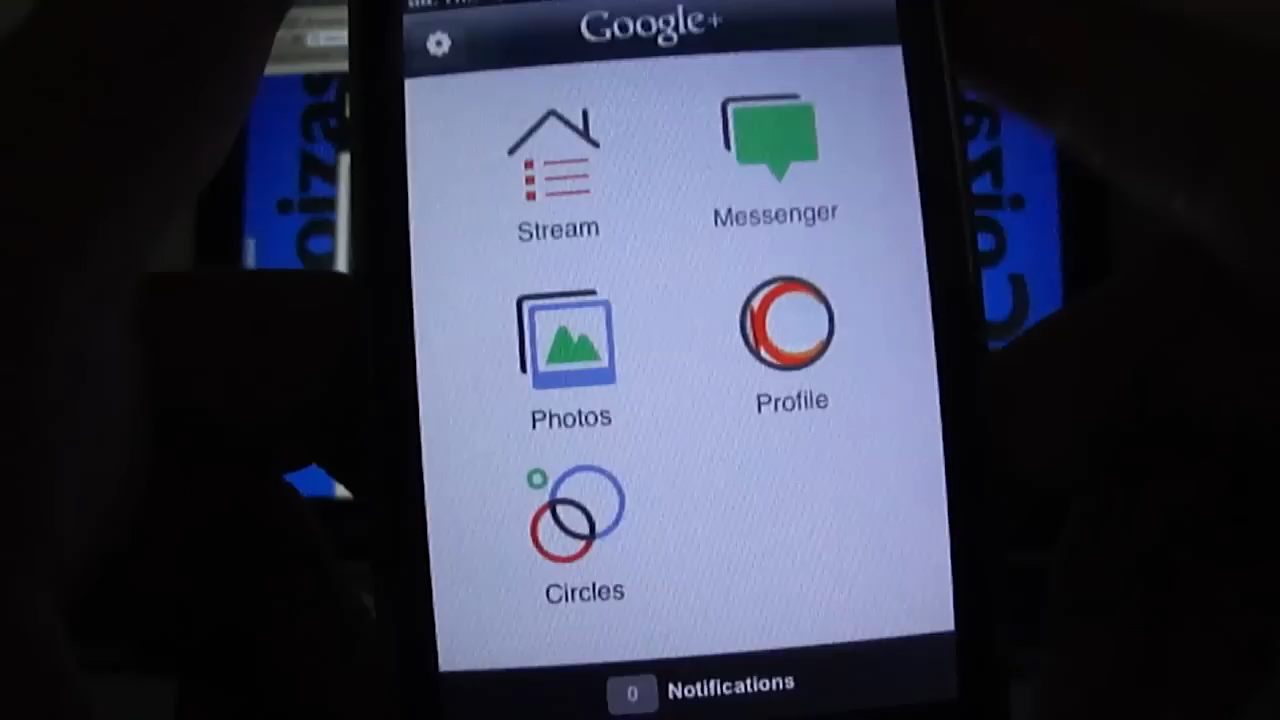 Google+
Stream
Messenger
Photos
Profile
Circles
0 Notifications